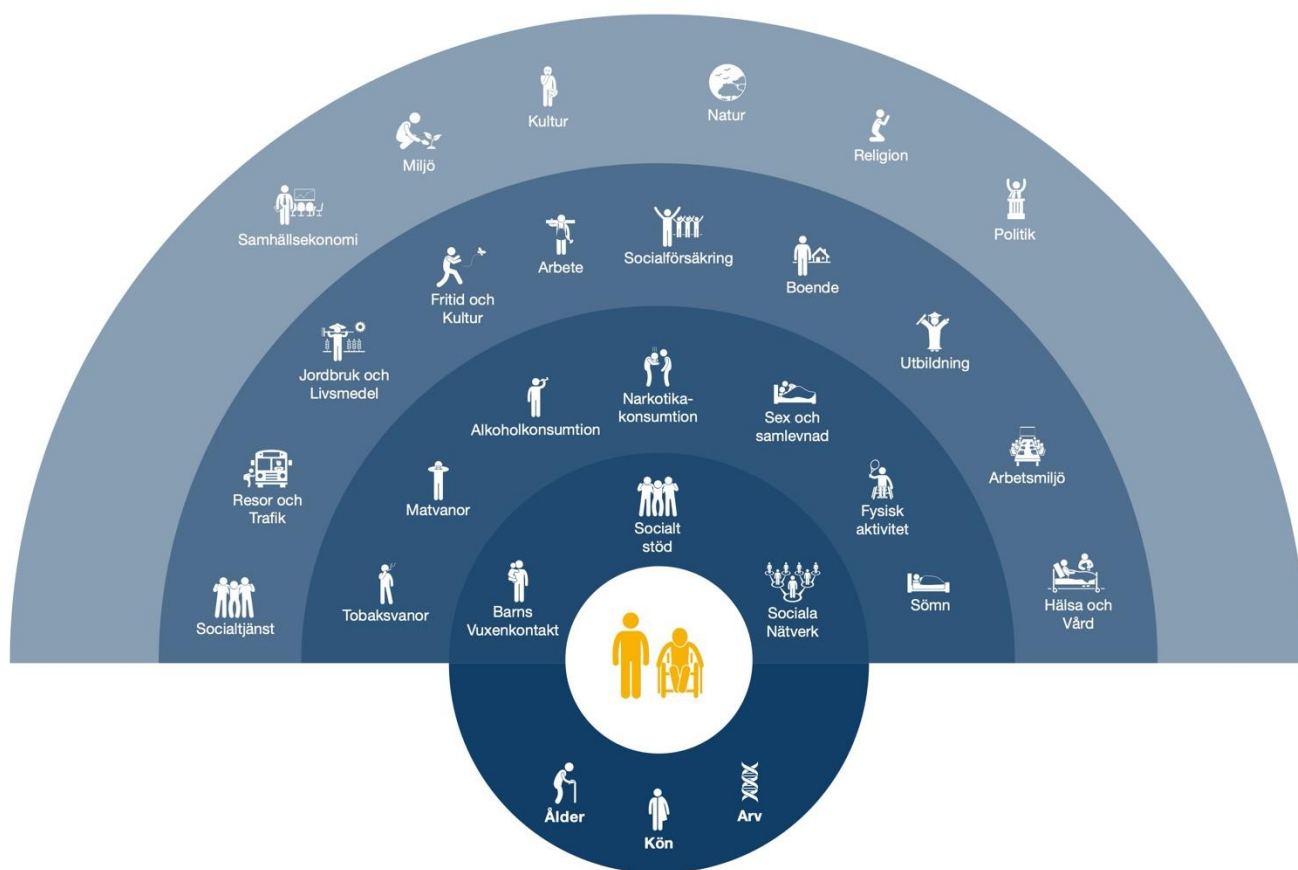 Kultur
Natur
Miljö
Religion
Samhällsekonomi
Politik
Arbete
Socialförsäkring
Boende
Fritid och
Kultur
Utbildning
Jordbruk och
Livsmedel
Arbetsmiljö
Resor och
Trafik
Hälsa och
Vård
Socialtjänst
Narkotika-
konsumtion
Alkoholkonsumtion
Sex och
samlevnad
Matvanor
Fysisk
aktivitet
Tobaksvanor
Sömn
Socialt
stöd
Barns
Vuxenkontakt
Sociala
Nätverk
Ålder
Kön
Arv